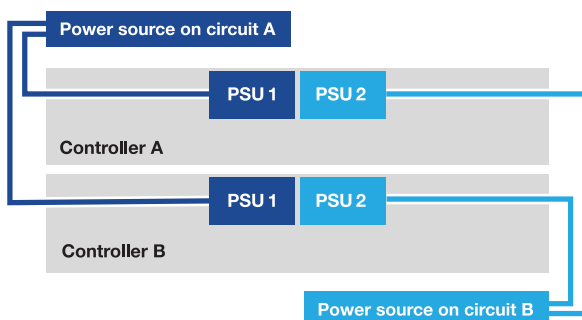 Power source on circuit A
PSU 1
PSU 2
Controller A
PSU 1
PSU 2
Controller B
Power source on circuit B